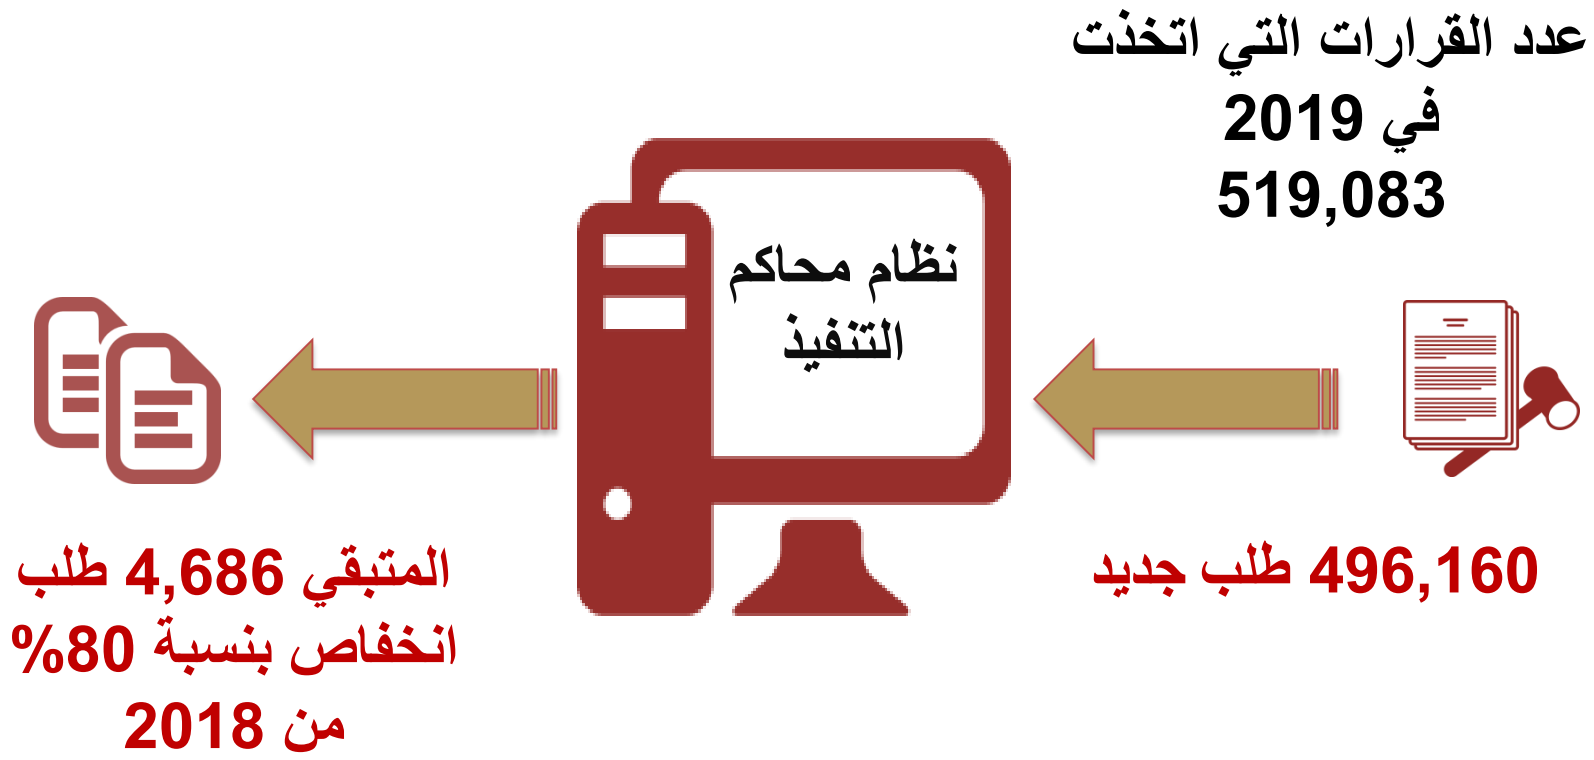 عدد القرارات التي اتخذت
في 2019
519,083
496,160 طلب جديد
نظام محاكم
التنفيذ
المتبقي 4,686 طلب
انخفاص بنسبة 80%
من 2018